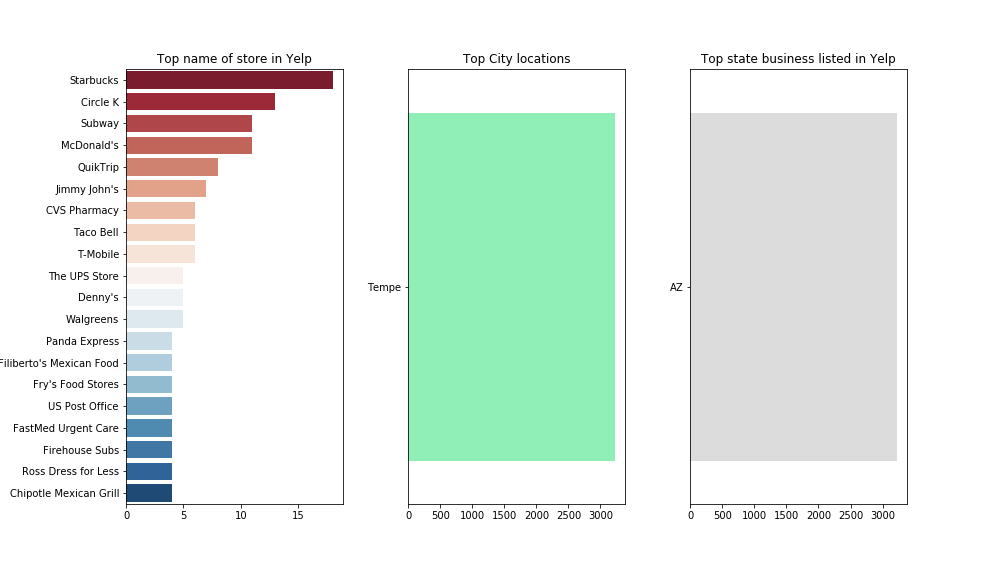 Top name of store in Yelp
Starbucks
Circle K
Subway
McDonald's
QuikTrip
Jimmy John's
CVS Pharmacy
Taco Bell
T-Mobile
The UPS Store
Denny's
Walgreens
Panda Express
Filiberto's Mexican Food
Fry's Food Stores
US Post Office
FastMed Urgent Care
Firehouse Subs
Ross Dress for Less
Chipotle Mexican Grill
0 5 10 15
Top City locations
Tempe
0 500 1000 1500 2000 2500 3000
Top state business listed in Yelp
AZ
0 500 1000 1500 2000 2500 3000